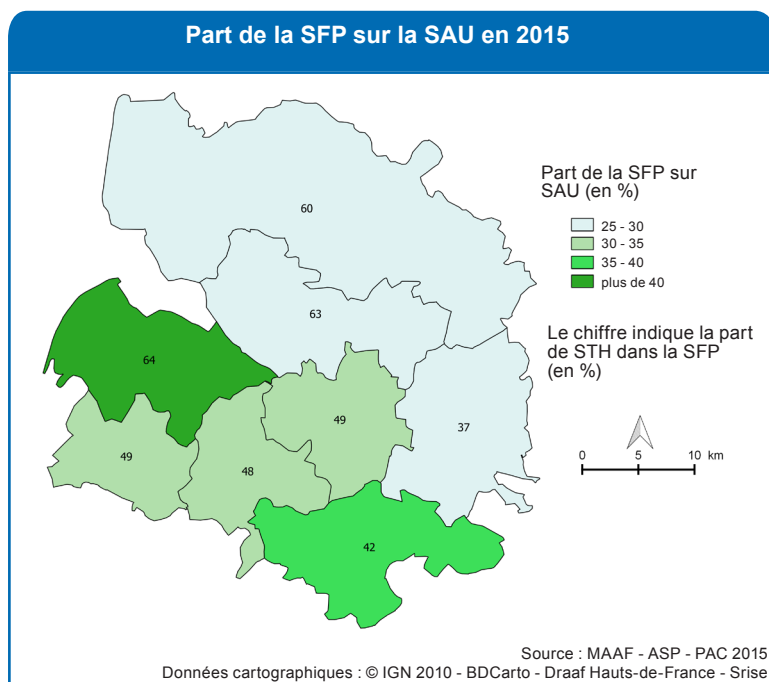 Part de la SFP sur la SAU en 2015
60
63
64
49
37
49
48
42
Part de la SFP sur
SAU (en %)
25 - 30
30 - 35
35 - 40
plus de 40
Le chiffre indique la part
de STH dans la SFP
(en %)
0 5 10 km
Source : MAAF - ASP - PAC 2015
Données cartographiques : © IGN 2010 - BDCarto - Draaf Hauts-de-France - Srise